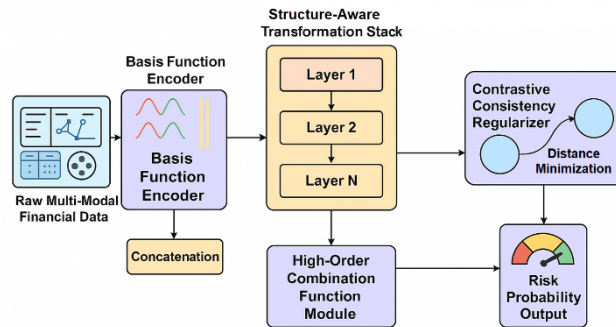 Raw Multi-Modal
Financial Data
Basis Function
Encoder
Basis
Function
Encoder
Concatenation
Structure-Aware
Transformation Stack
Layer 1
Layer 2
Layer N
High-Order
Combination
Function
Module
Contrastive
Consistency
Regularizer
Distance
Minimization
Risk
Probability
Output